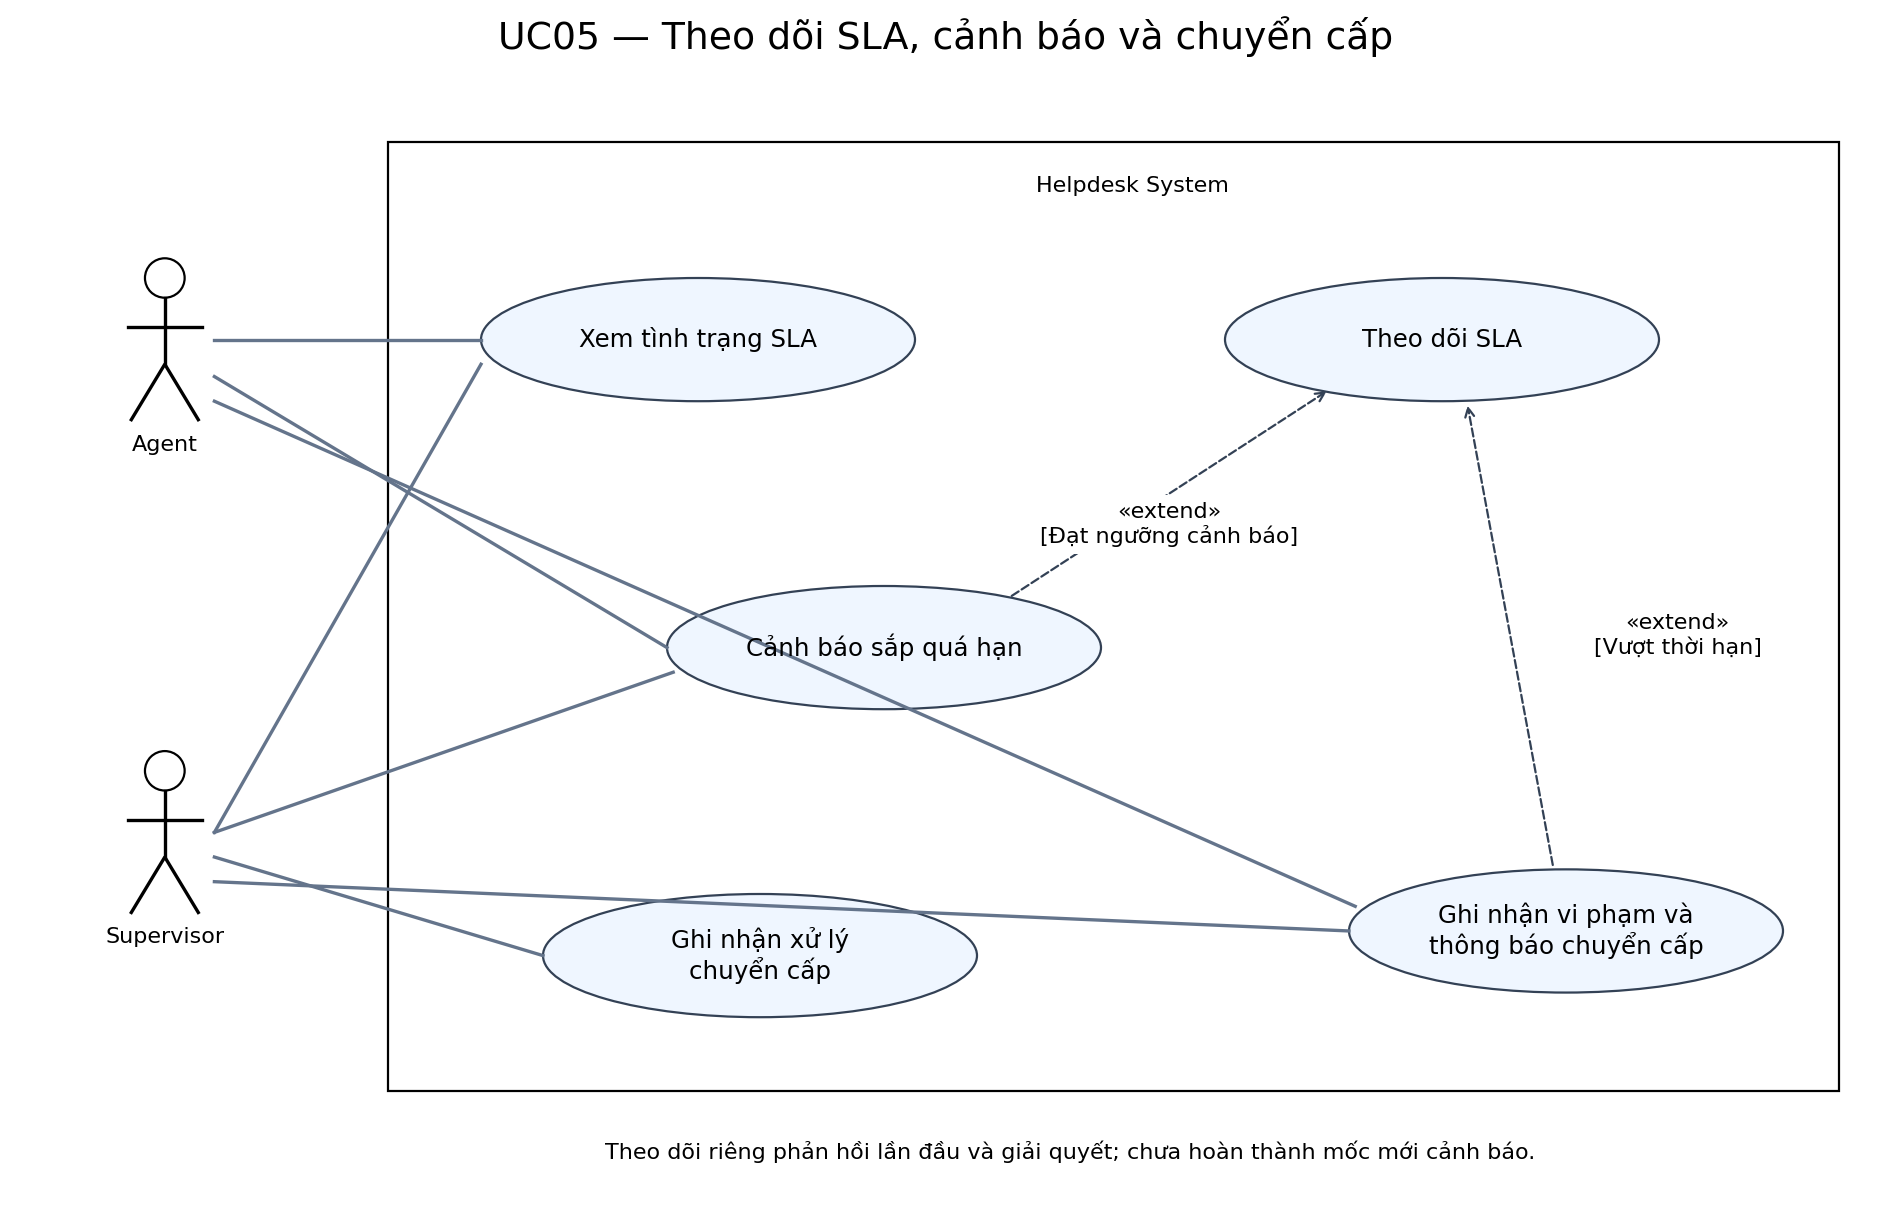 UC05 — Theo dõi SLA, cảnh báo và chuyển cấp
Helpdesk System
Xem tình trạng SLA
Theo dõi SLA
Agent
«extend»
[Đạt ngưỡng cảnh báo]
«extend»
[Vượt thời hạn]
Cảnh báo sắp quá hạn
Supervisor
Ghi nhận xử lý
chuyển cấp
Ghi nhận vi phạm và
thông báo chuyển cấp
Theo dõi riêng phản hồi lần đầu và giải quyết; chưa hoàn thành mốc mới cảnh báo.